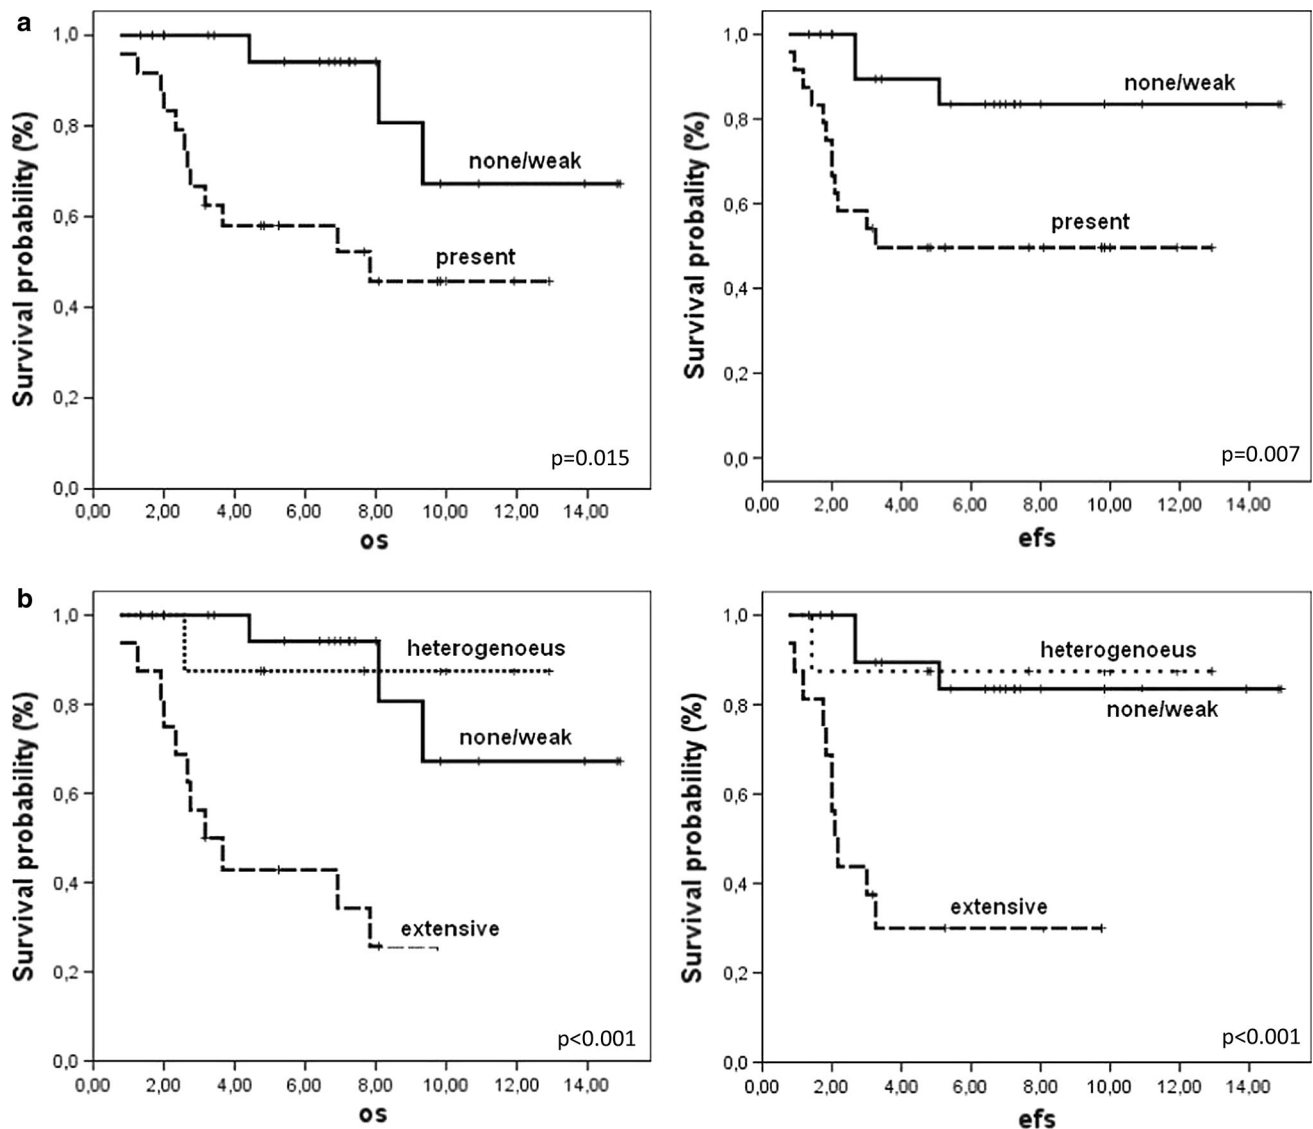 a
Survival probability (%)
1,0
0,8
0,6
0,4
0,2
0,0
none/weak
present
p=0.015
0,00 2,00 4,00 6,00 8,00 10,00 12,00 14,00
os
Survival probality (%)
1,0
0,8
0,6
0,4
0,2
0,0
none/weak
present
p=0.007
0,00 2,00 4,00 6,00 8,00 10,00 12,00 14,00
efs
b
Survival probability (%)
1,0
0,8
0,6
0,4
0,2
0,0
heterogenoeus
none/weak
extensive
p<0.001
0,00 2,00 4,00 6,00 8,00 10,00 12,00 14,00
os
Survival probability (%)
1,0
0,8
0,6
0,4
0,2
0,0
heterogenoeus
none/weak
extensive
p<0.001
0,00 2,00 4,00 6,00 8,00 10,00 12,00 14,00
efs